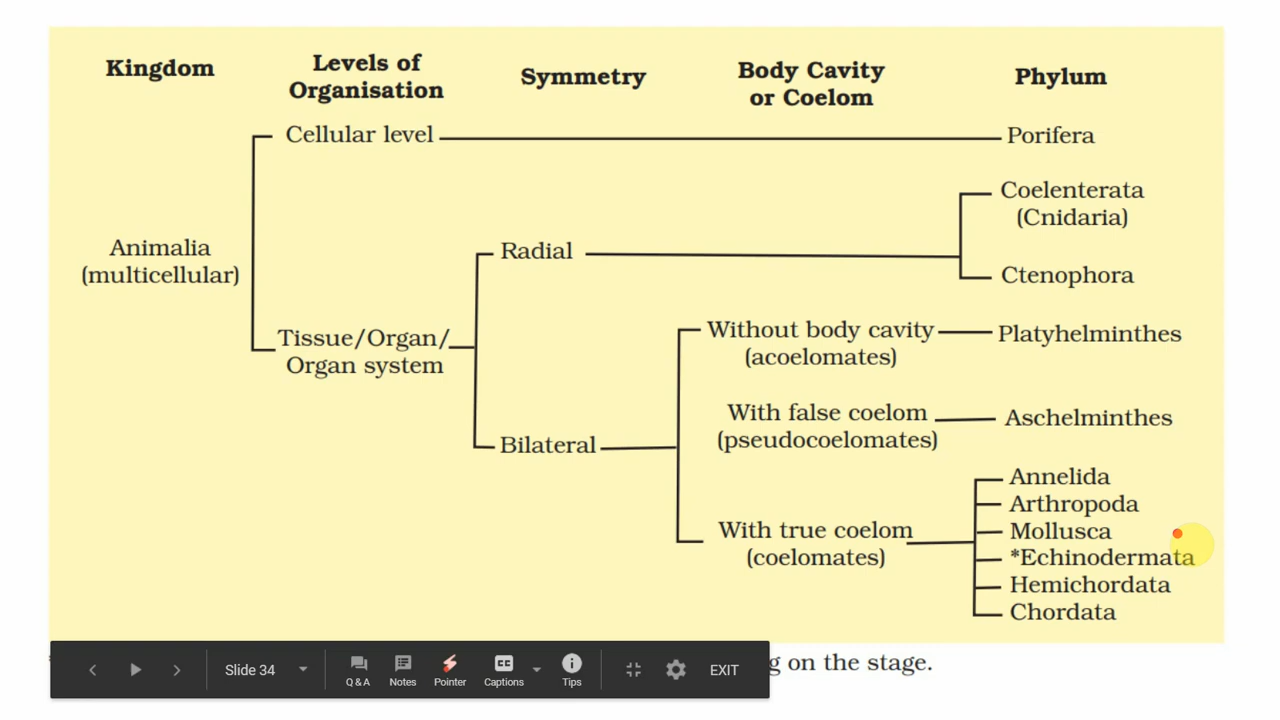 Kingdom
Levels of
Organisation
Symmetry
Body Cavity
or Coelom
Phylum
Cellular level
Porifera
Coelenterata
(Cnidaria)
Animalia
(multicellular)
Radial
Ctenophora
Tissue/Organ/
Organ system
Without body cavity
(acoelomates)
Platyhelminthes
With false coelom
(pseudocoelomates)
Aschelminthes
Bilateral
Annelida
Arthropoda
With true coelom
(coelomates)
Mollusca
*Echinodermata
Hemichordata
Chordata
on the stage.
Slide 34
Q & A
Notes
Pointer
CC
Captions
Tips
EXIT